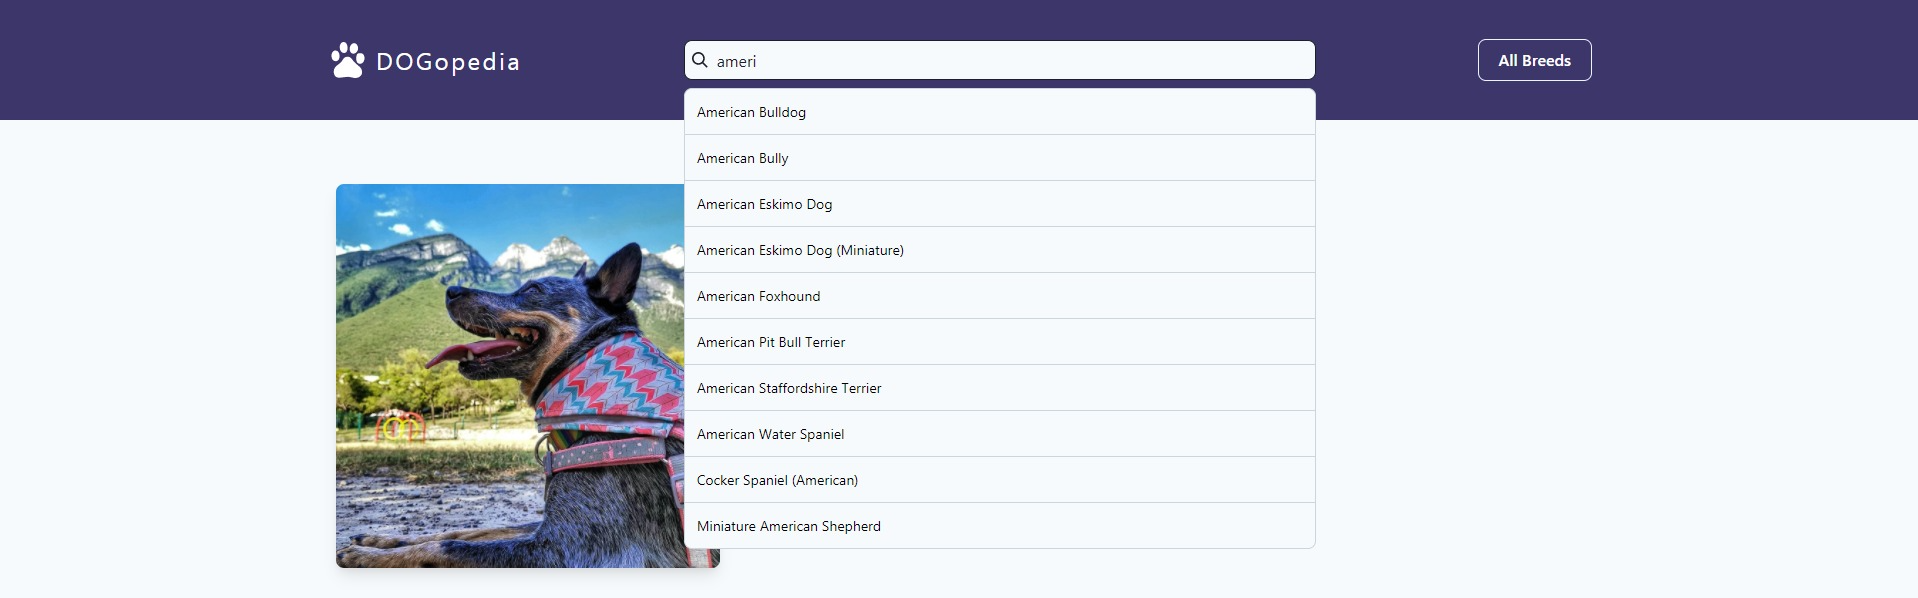 DOGopedia
ameri
All Breeds
American Bulldog
American Bully
American Eskimo Dog
American Eskimo Dog (Miniature)
American Foxhound
American Pit Bull Terrier
American Staffordshire Terrier
American Water Spaniel
Cocker Spaniel (American)
Miniature American Shepherd